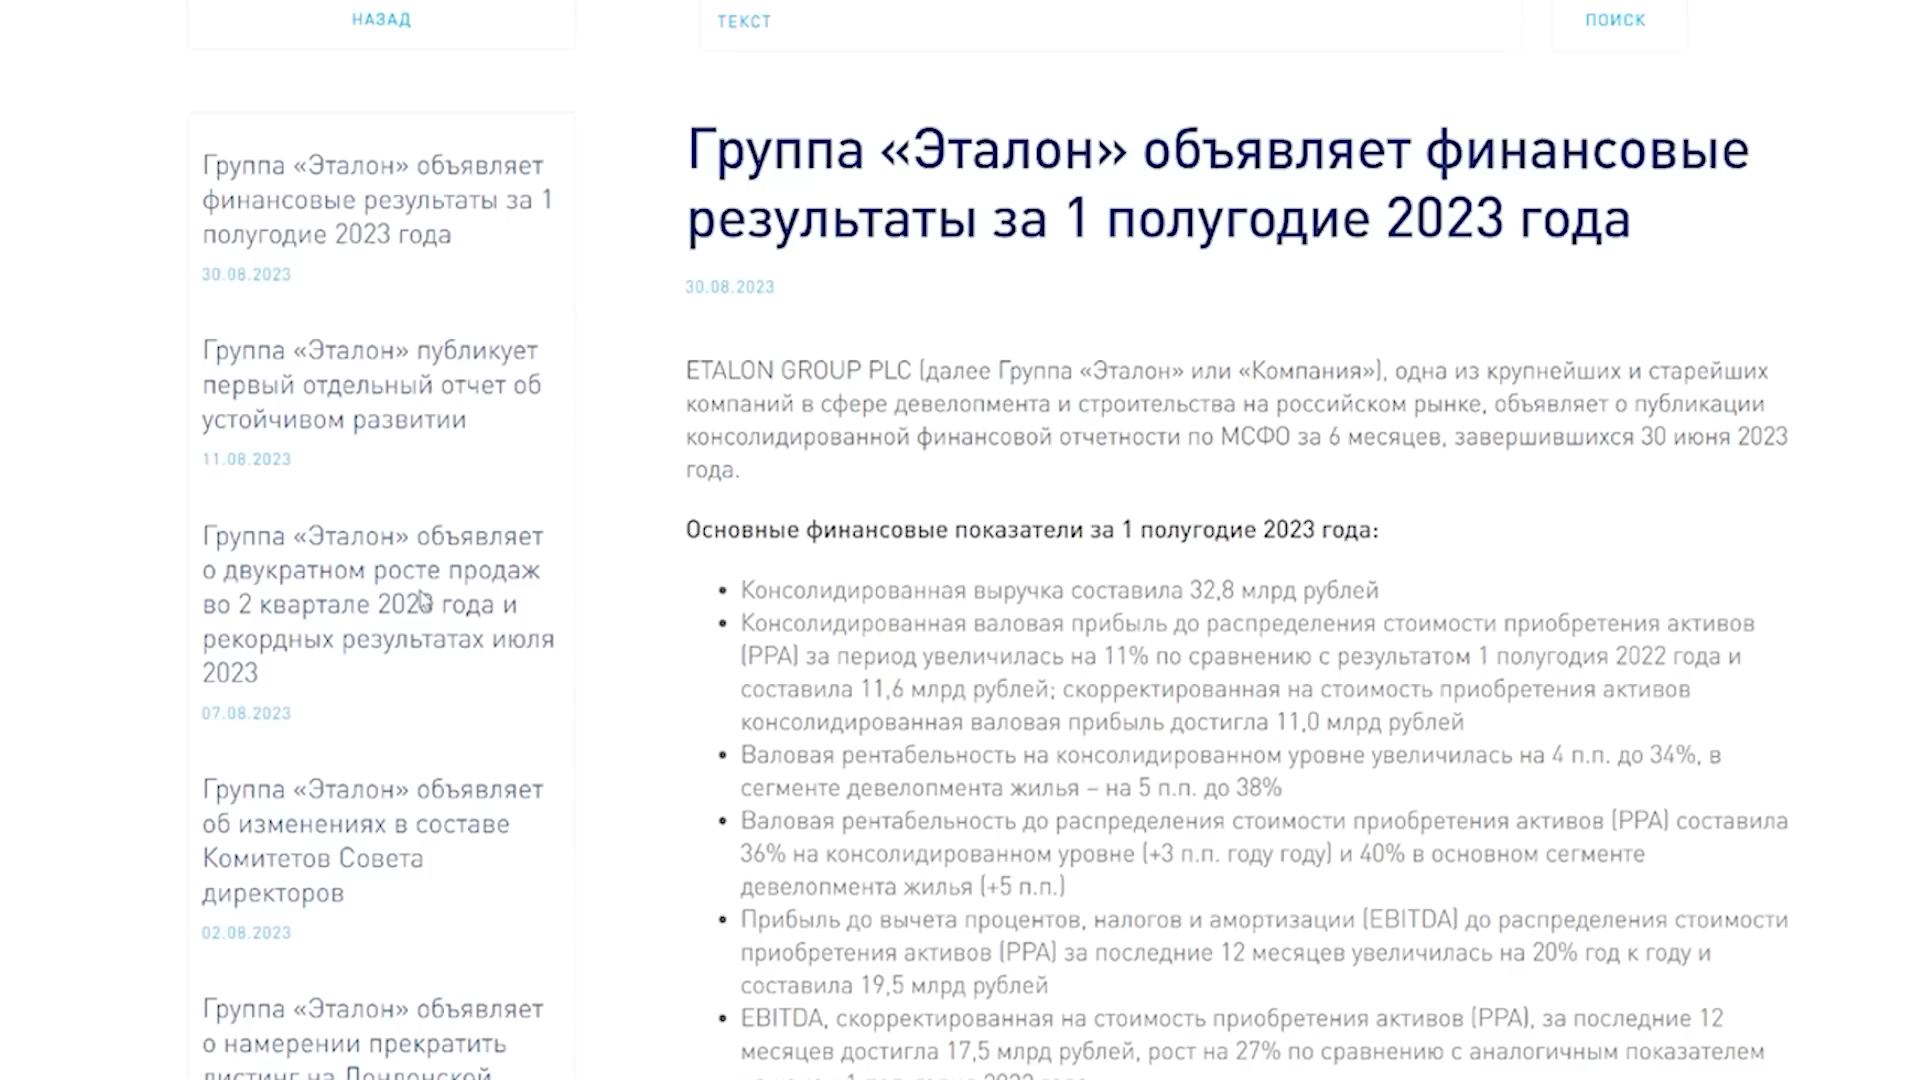 НАЗАД
ТЕКСТ
ПОИСК
Группа «Эталон» объявляет
финансовые результаты за 1
полугодие 2023 года
30.08.2023
Группа «Эталон» публикует
первый отдельный отчет об
устойчивом развитии
11.08.2023
Группа «Эталон» объявляет
о двукратном росте продаж
во 2 квартале 2023 года и
рекордных результатах июля
2023
07.08.2023
Группа «Эталон» объявляет
об изменениях в составе
Комитетов Совета
директоров
02.08.2023
Группа «Эталон» объявляет
о намерении прекратить
листинг на Лондонской
Группа «Эталон» объявляет финансовые
результаты за 1 полугодие 2023 года
30.08.2023
ETALON GROUP PLC (далее Группа «Эталон» или «Компания»), одна из крупнейших и старейших
компаний в сфере девелопмента и строительства на российском рынке, объявляет о публикации
консолидированной финансовой отчетности по МСФО за 6 месяцев, завершившихся 30 июня 2023
года.
Основные финансовые показатели за 1 полугодие 2023 года:
• Консолидированная выручка составила 32,8 млрд рублей
• Консолидированная валовая прибыль до распределения стоимости приобретения активов
(PPA) за период увеличилась на 11% по сравнению с результатом 1 полугодия 2022 года и
составила 11,6 млрд рублей; скорректированная на стоимость приобретения активов
консолидированная валовая прибыль достигла 11,0 млрд рублей
• Валовая рентабельность на консолидированном уровне увеличилась на 4 п.п. до 34%, в
сегменте девелопмента жилья – на 5 п.п. до 38%
• Валовая рентабельность до распределения стоимости приобретения активов (PPA) составила
36% на консолидированном уровне (+3 п.п. году году) и 40% в основном сегменте
девелопмента жилья (+5 п.п.)
• Прибыль до вычета процентов, налогов и амортизации (EBITDA) до распределения стоимости
приобретения активов (PPA) за последние 12 месяцев увеличилась на 20% год к году и
составила 19,5 млрд рублей
• EBITDA, скорректированная на стоимость приобретения активов (PPA), за последние 12
месяцев достигла 17,5 млрд рублей, рост на 27% по сравнению с аналогичным показателем